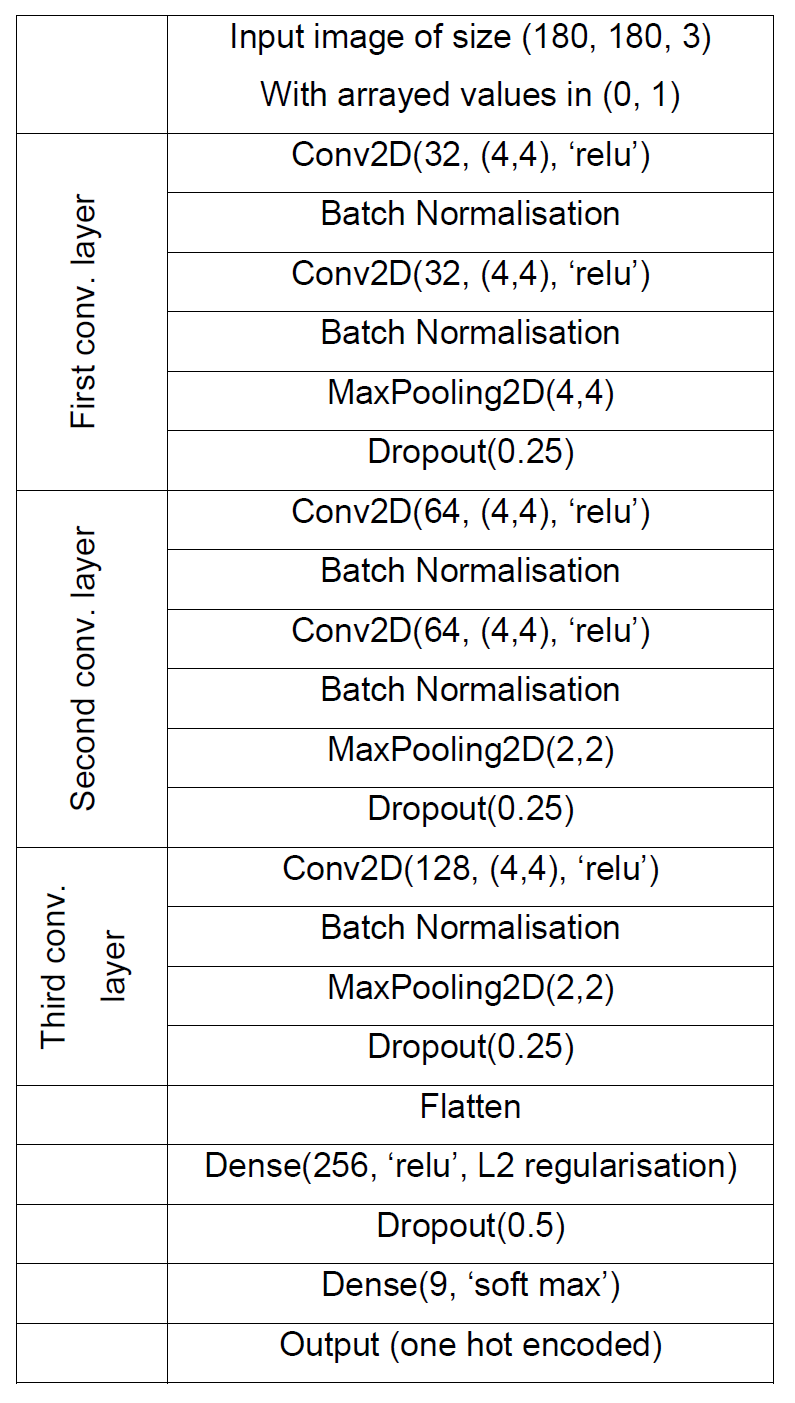 Input image of size (180, 180, 3)
With arrayed values in (0, 1)
First conv. layer
Conv2D(32, (4,4), ‘relu’)
Batch Normalisation
Conv2D(32, (4,4), ‘relu’)
Batch Normalisation
MaxPooling2D(4,4)
Dropout(0.25)
Second conv. layer
Conv2D(64, (4,4), ‘relu’)
Batch Normalisation
Conv2D(64, (4,4), ‘relu’)
Batch Normalisation
MaxPooling2D(2,2)
Dropout(0.25)
Third conv.
layer
Conv2D(128, (4,4), ‘relu’)
Batch Normalisation
MaxPooling2D(2,2)
Dropout(0.25)
Flatten
Dense(256, ‘relu’, L2 regularisation)
Dropout(0.5)
Dense(9, ‘soft max’)
Output (one hot encoded)